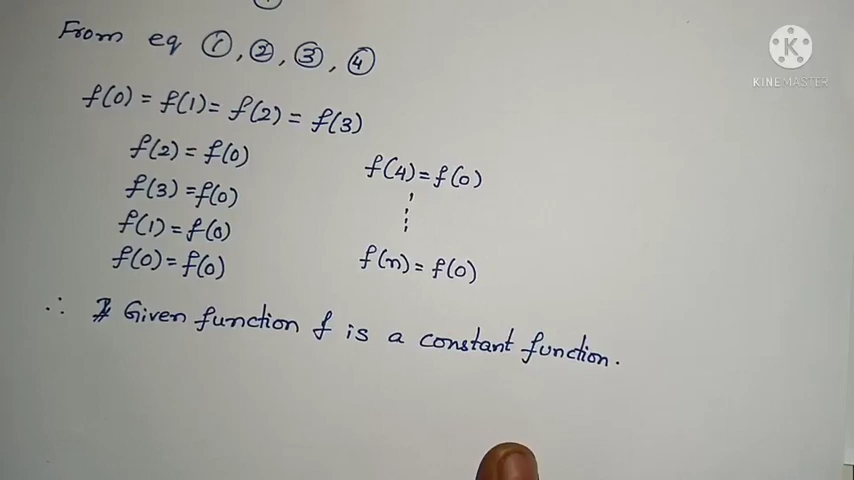 From eq ①, ②, ③, ④
f(0) = f(1) = f(2) = f(3)
f(2) = f(0)
f(3) = f(0)
f(1) = f(0)
f(0) = f(0)
f(4) = f(0)
f(n) = f(0)
∴ Given function f is a constant function.
KINEMASTER